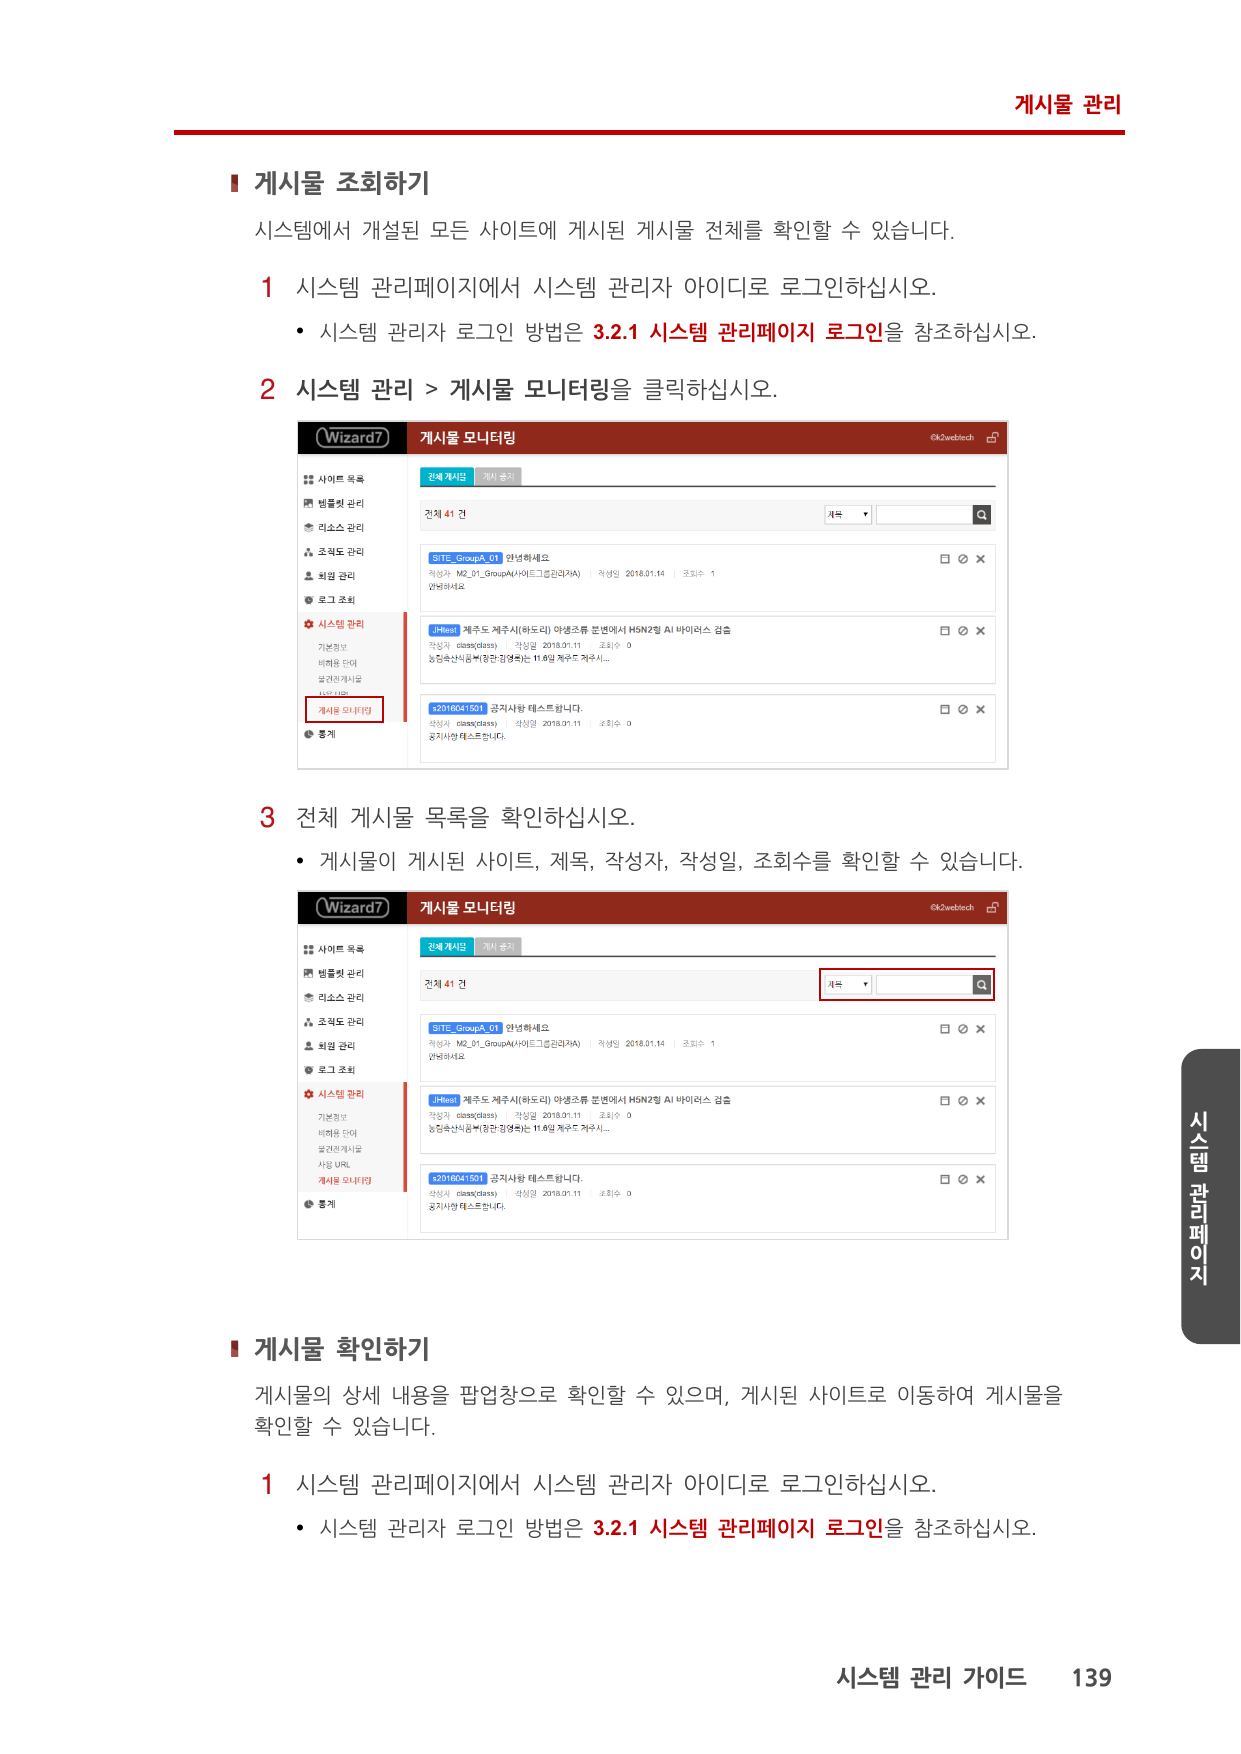 게시물 관리
게시물 조회하기
시스템에서 개설된 모든 사이트에 게시된 게시물 전체를 확인할 수 있습니다.
1 시스템 관리페이지에서 시스템 관리자 아이디로 로그인하십시오.
• 시스템 관리자 로그인 방법은 3.2.1 시스템 관리페이지 로그인을 참조하십시오.
2 시스템 관리 > 게시물 모니터링을 클릭하십시오.
Wizard7 게시물 모니터링 ©k2webtech
사이트 목록
템플릿 관리
리소스 관리
조직도 관리
회원 관리
로그 조회
시스템 관리
기본정보
비허용 단어
물건전게시물
게시물 모니터링
통계
전체 게시물 게시 중지
전체 41 건 제목
SITE_GroupA_01 안녕하세요
작성자 M2_01_GroupA(사이트그룹관리자A) 작성일 2018.01.14 조회수 1
안녕하세요
JHtest 제주도 제주시(하도리) 야생조류 분변에서 H5N2형 AI 바이러스 검출
작성자 class(class) 작성일 2018.01.11 조회수 0
농림축산식품부(장관:김영록)는 11.6일 제주도 제주시...
s2016041501 공지사항 테스트합니다.
작성자 class(class) 작성일 2018.01.11 조회수 0
공지사항 테스트합니다.
3 전체 게시물 목록을 확인하십시오.
• 게시물이 게시된 사이트, 제목, 작성자, 작성일, 조회수를 확인할 수 있습니다.
Wizard7 게시물 모니터링 ©k2webtech
사이트 목록
템플릿 관리
리소스 관리
조직도 관리
회원 관리
로그 조회
시스템 관리
기본정보
비허용 단어
물건전게시물
사용 URL
게시물 모니터링
통계
전체 게시물 게시 중지
전체 41 건 제목
SITE_GroupA_01 안녕하세요
작성자 M2_01_GroupA(사이트그룹관리자A) 작성일 2018.01.14 조회수 1
안녕하세요
JHtest 제주도 제주시(하도리) 야생조류 분변에서 H5N2형 AI 바이러스 검출
작성자 class(class) 작성일 2018.01.11 조회수 0
농림축산식품부(장관:김영록)는 11.6일 제주도 제주시...
s2016041501 공지사항 테스트합니다.
작성자 class(class) 작성일 2018.01.11 조회수 0
공지사항 테스트합니다.
시스템 관리페이지
게시물 확인하기
게시물의 상세 내용을 팝업창으로 확인할 수 있으며, 게시된 사이트로 이동하여 게시물을
확인할 수 있습니다.
1 시스템 관리페이지에서 시스템 관리자 아이디로 로그인하십시오.
• 시스템 관리자 로그인 방법은 3.2.1 시스템 관리페이지 로그인을 참조하십시오.
시스템 관리 가이드 139